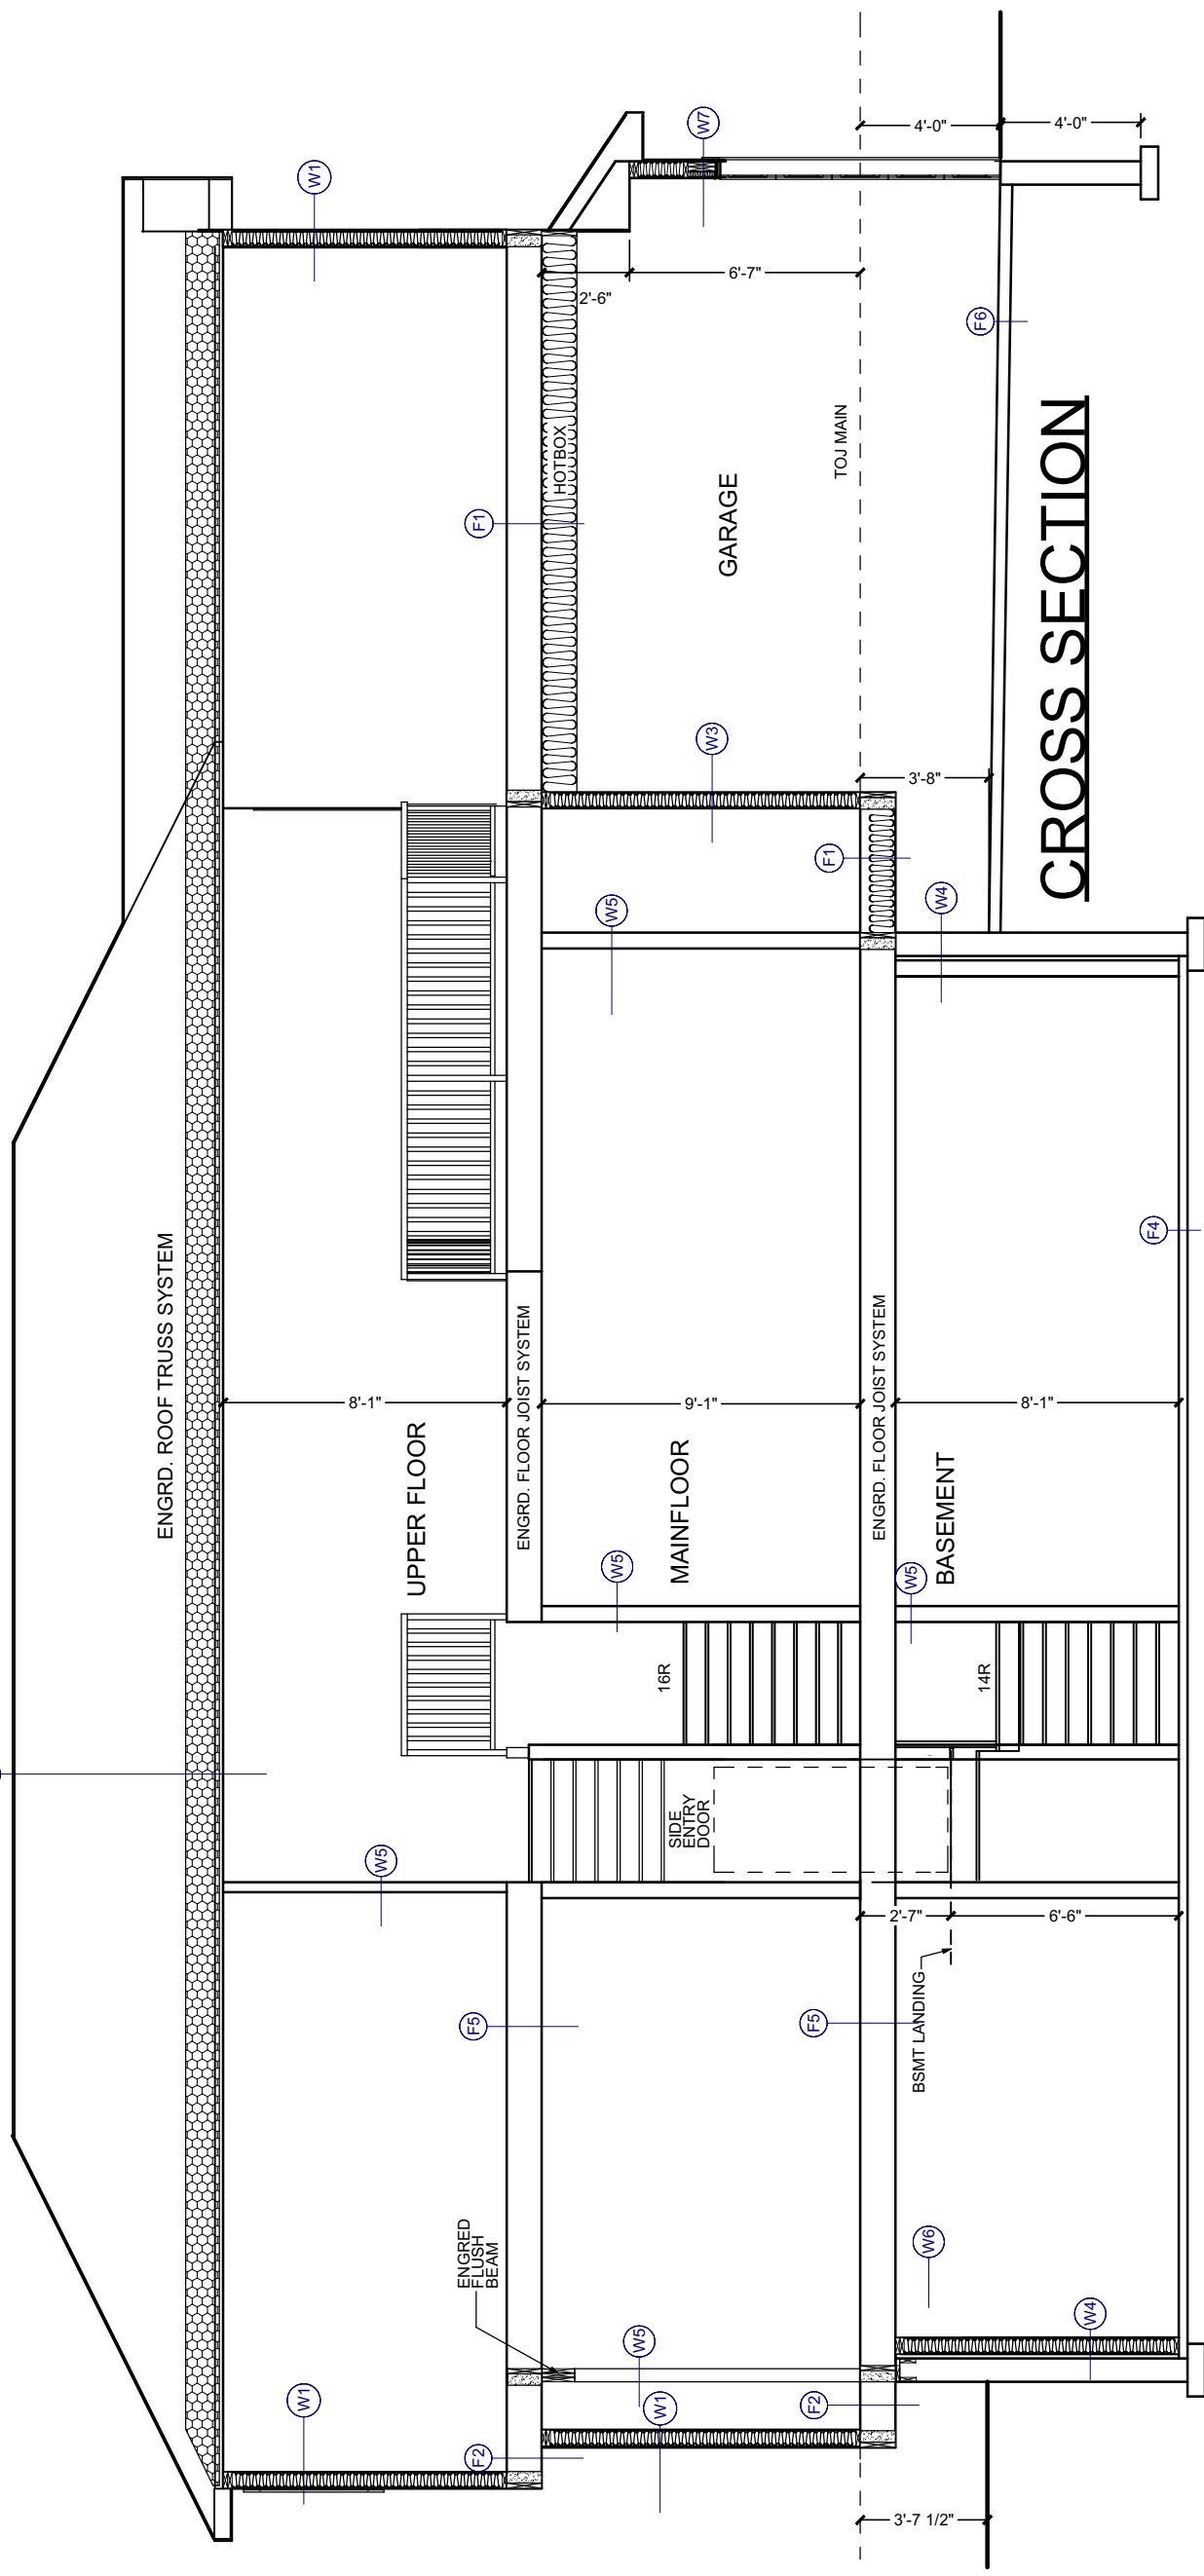 ENGRD. ROOF TRUSS SYSTEM
W1
W5
W1
8'-1"
UPPER FLOOR
ENGRED
FLUSH
BEAM
F2
F5
ENGRD. FLOOR JOIST SYSTEM
F1
HOTBOX
2'-6"
6'-7"
W7
W1
W5
SIDE
ENTRY
DOOR
16R
W5
MAINFLOOR
9'-1"
W5
W3
GARAGE
TOJ MAIN
F2
F5
ENGRD. FLOOR JOIST SYSTEM
F1
3'-7 1/2"
2'-7"
3'-8"
4'-0"
W6
BSMT LANDING
14R
W5
BASEMENT
8'-1"
W4
F6
W4
6'-6"
F4
4'-0"
CROSS SECTION